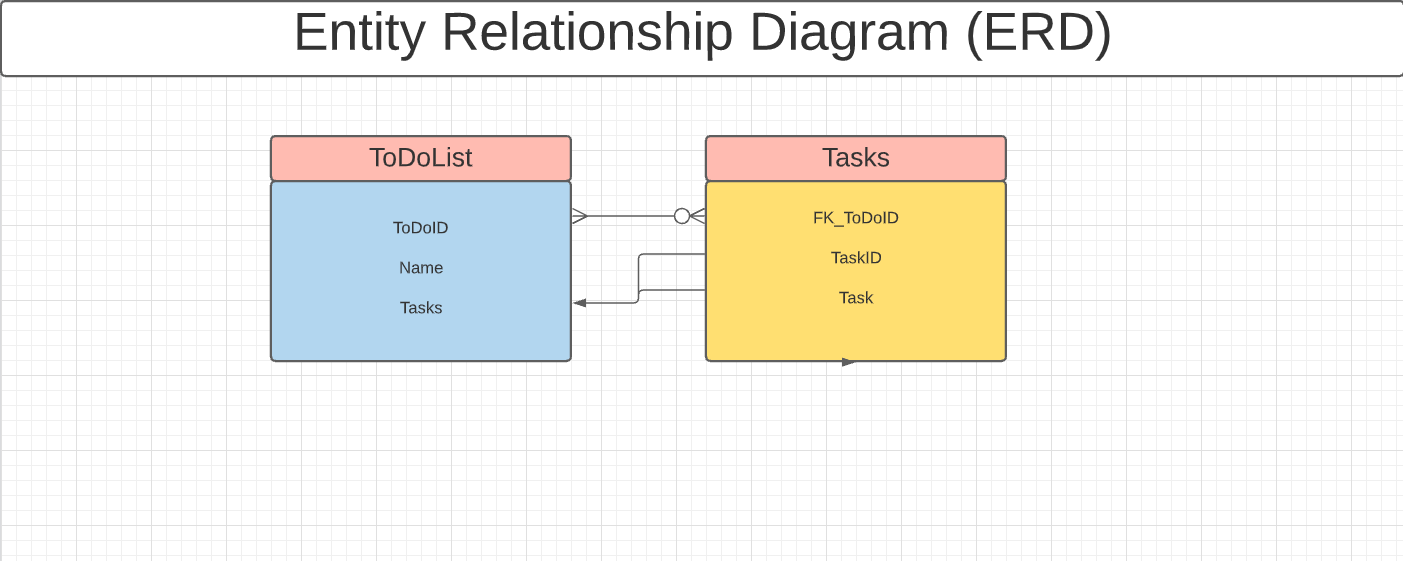 Entity Relationship Diagram (ERD)
ToDoList
ToDoID
Name
Tasks
Tasks
FK_ToDoID
TaskID
Task